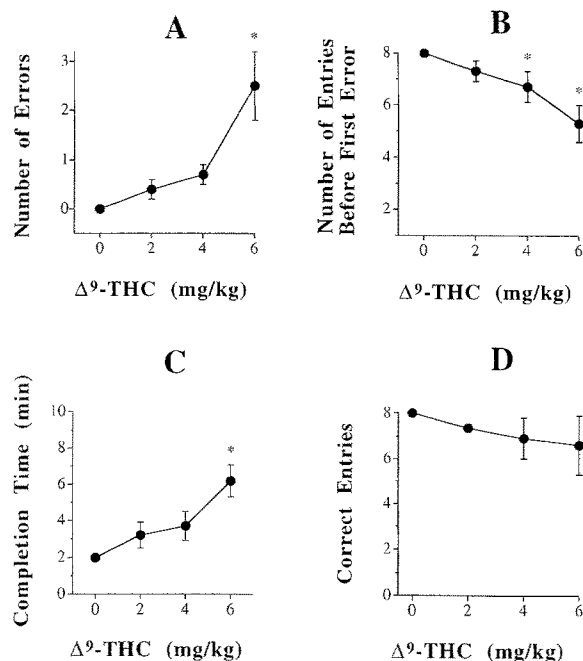 A
Number of Errors
3
2
1
0
*
0 2 4 6
Δ⁹-THC (mg/kg)
B
Number of Entries
Before First Error
8
6
4
2
0
*
*
0 2 4 6
Δ⁹-THC (mg/kg)
C
Completion Time (min)
10
8
6
4
2
0
*
0 2 4 6
Δ⁹-THC (mg/kg)
D
Correct Entries
8
6
4
2
0
0 2 4 6
Δ⁹-THC (mg/kg)